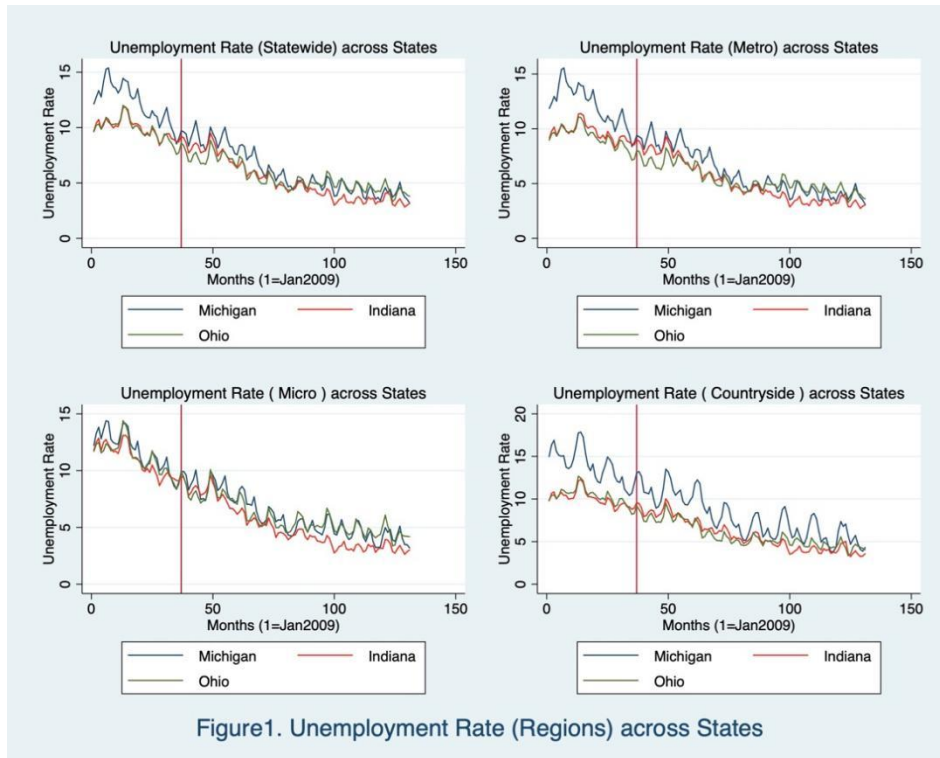 Unemployment Rate (Statewide) across States
Unemployment Rate
15
10
5
0
0 50 100 150
Months (1=Jan2009)
Michigan Indiana
Ohio
Unemployment Rate (Metro) across States
Unemployment Rate
15
10
5
0
0 50 100 150
Months (1=Jan2009)
Michigan Indiana
Ohio
Unemployment Rate ( Micro ) across States
Unemployment Rate
15
10
5
0
0 50 100 150
Months (1=Jan2009)
Michigan Indiana
Ohio
Unemployment Rate ( Countryside ) across States
Unemployment Rate
20
15
10
5
0
0 50 100 150
Months (1=Jan2009)
Michigan Indiana
Ohio
Figure1. Unemployment Rate (Regions) across States